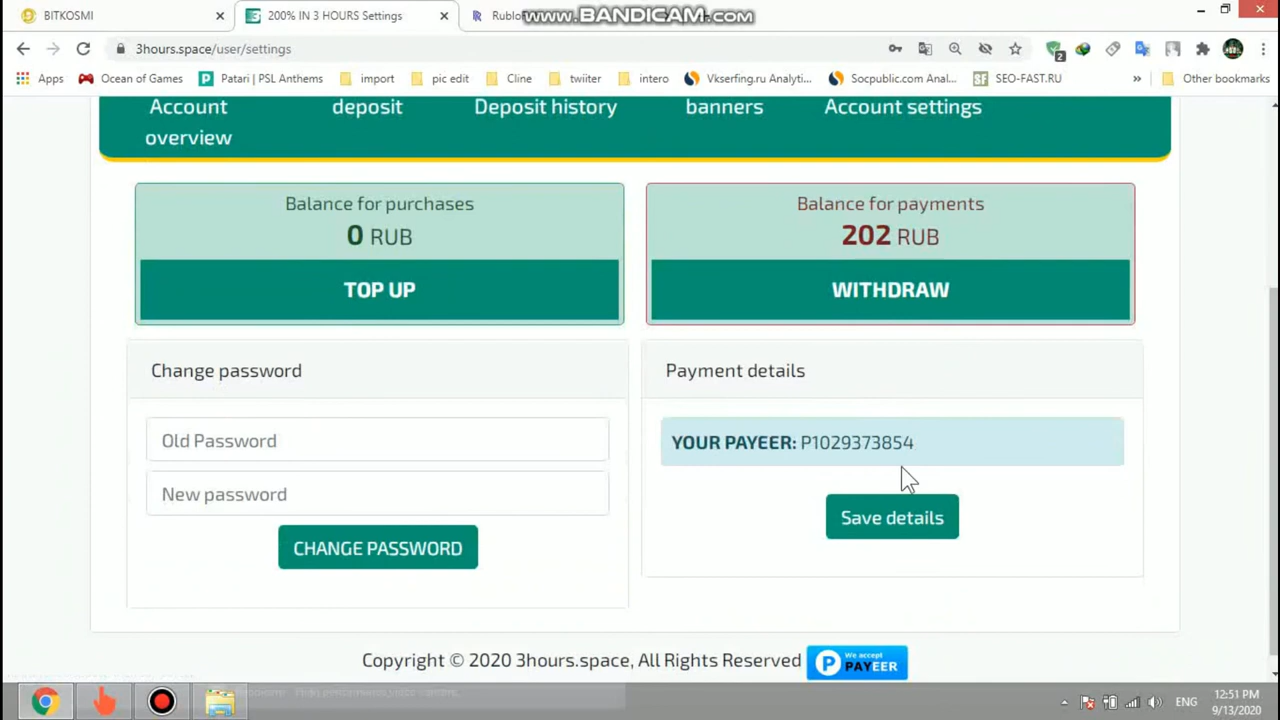 BITKOSMI
200% IN 3 HOURS Settings
www.BANDICAM.com
3hours.space/user/settings
2
Apps
Ocean of Games
Patari | PSL Anthems
import
pic edit
Cline
twiiter
intero
Vkserfing.ru Analyti...
Socpublic.com Anal...
SEO-FAST.RU
»
Other bookmarks
Account overview
deposit
Deposit history
banners
Account settings
Balance for purchases
0 RUB
TOP UP
Balance for payments
202 RUB
WITHDRAW
Change password
Old Password
New password
CHANGE PASSWORD
Payment details
YOUR PAYEER: P1029373854
Save details
Copyright © 2020 3hours.space, All Rights Reserved
We accept
PAYEER
ENG
12:51 PM
9/13/2020